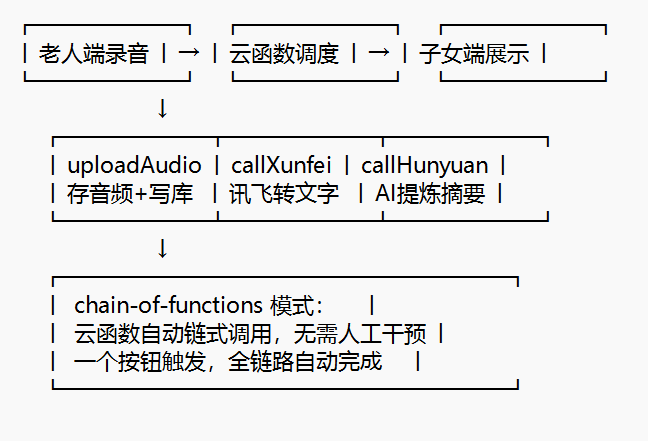 老人端录音 → 云函数调度 → 子女端展示
↓
uploadAudio | callXunfei | callHunyuan
存音频+写库 | 讯飞转文字 | AI提炼摘要
↓
chain-of-functions 模式：
云函数自动链式调用，无需人工干预
一个按钮触发，全链路自动完成